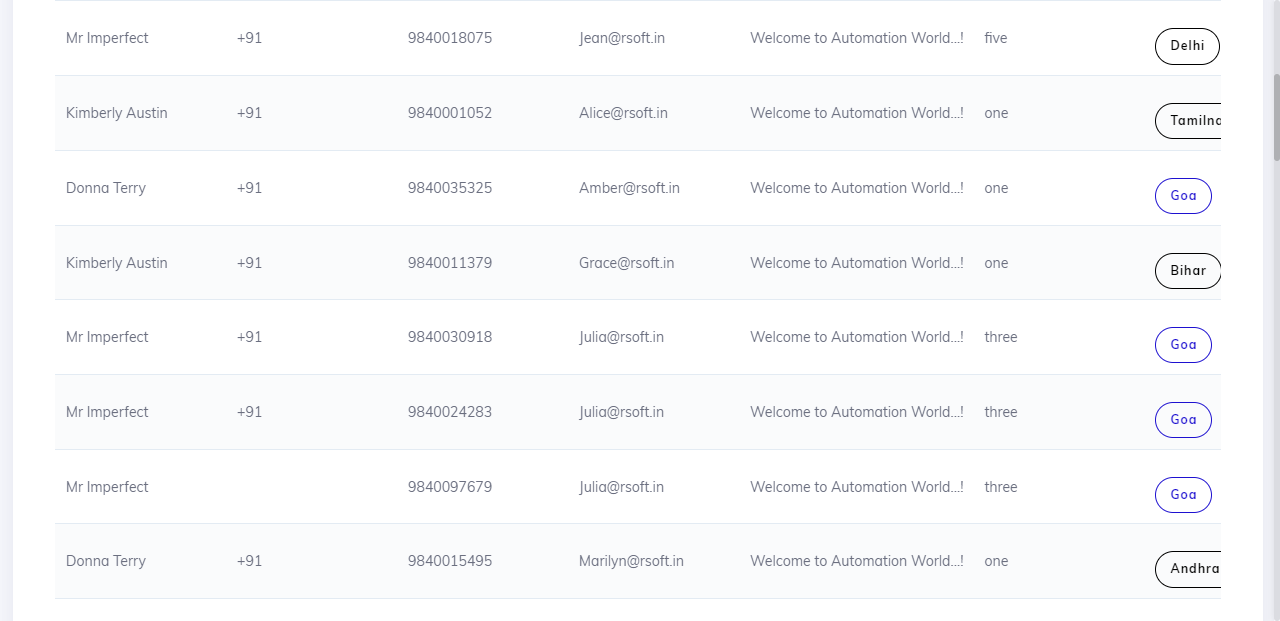 Mr Imperfect +91 9840018075 Jean@rsoft.in Welcome to Automation World...! five Delhi
Kimberly Austin +91 9840001052 Alice@rsoft.in Welcome to Automation World...! one
Donna Terry +91 9840035325 Amber@rsoft.in Welcome to Automation World...! one Goa
Kimberly Austin +91 9840011379 Grace@rsoft.in Welcome to Automation World...! one Bihar
Mr Imperfect +91 9840030918 Julia@rsoft.in Welcome to Automation World...! three Goa
Mr Imperfect +91 9840024283 Julia@rsoft.in Welcome to Automation World...! three Goa
Mr Imperfect 9840097679 Julia@rsoft.in Welcome to Automation World...! three Goa
Donna Terry +91 9840015495 Marilyn@rsoft.in Welcome to Automation World...! one Andhra